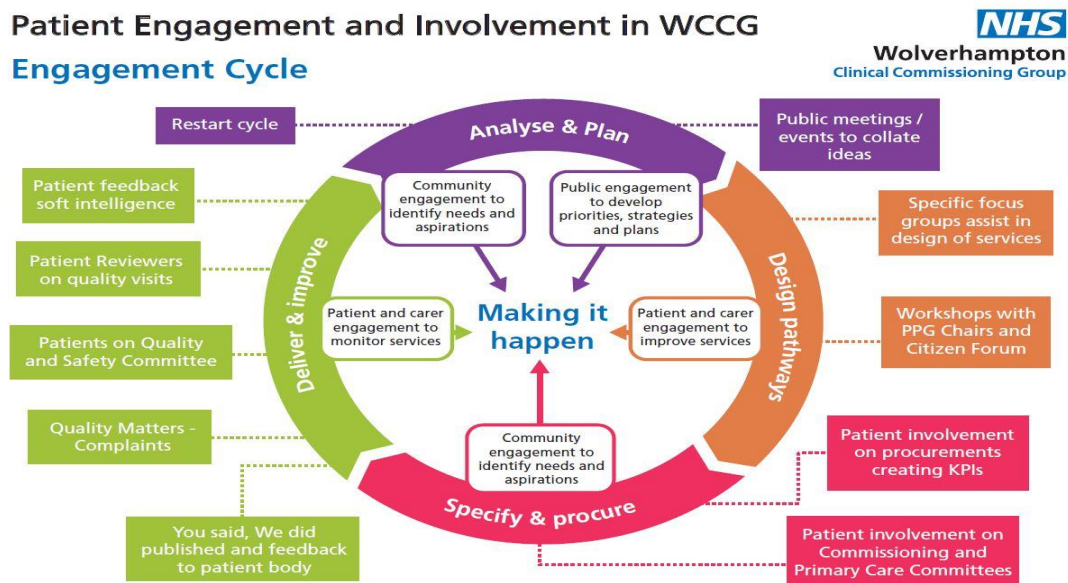 Patient Engagement and Involvement in WCCG
Engagement Cycle
NHS
Wolverhampton
Clinical Commissioning Group
Restart cycle
Analyse & Plan
Public meetings /
events to collate
ideas
Patient feedback
soft intelligence
Community
engagement to
identify needs and
aspirations
Public engagement
to develop
priorities, strategies
and plans
Specific focus
groups assist in
design of services
Patient Reviewers
on quality visits
Deliver & improve
Patient and carer
engagement to
monitor services
Making it
happen
Patient and carer
engagement to
improve services
Design pathways
Workshops with
PPG Chairs and
Citizen Forum
Patients on Quality
and Safety Committee
Quality Matters -
Complaints
Community
engagement to
identify needs and
aspirations
Specify & procure
Patient involvement
on procurements
creating KPIs
You said, We did
published and feedback
to patient body
Patient involvement on
Commissioning and
Primary Care Committees